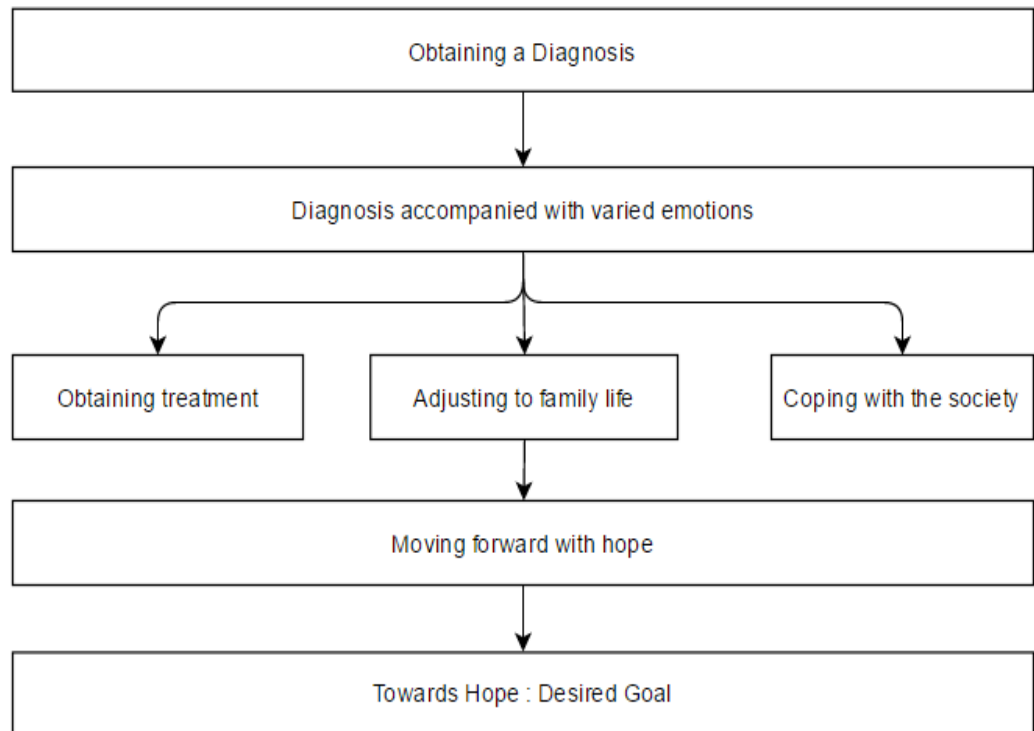 Obtaining a Diagnosis
Diagnosis accompanied with varied emotions
Obtaining treatment
Adjusting to family life
Coping with the society
Moving forward with hope
Towards Hope : Desired Goal